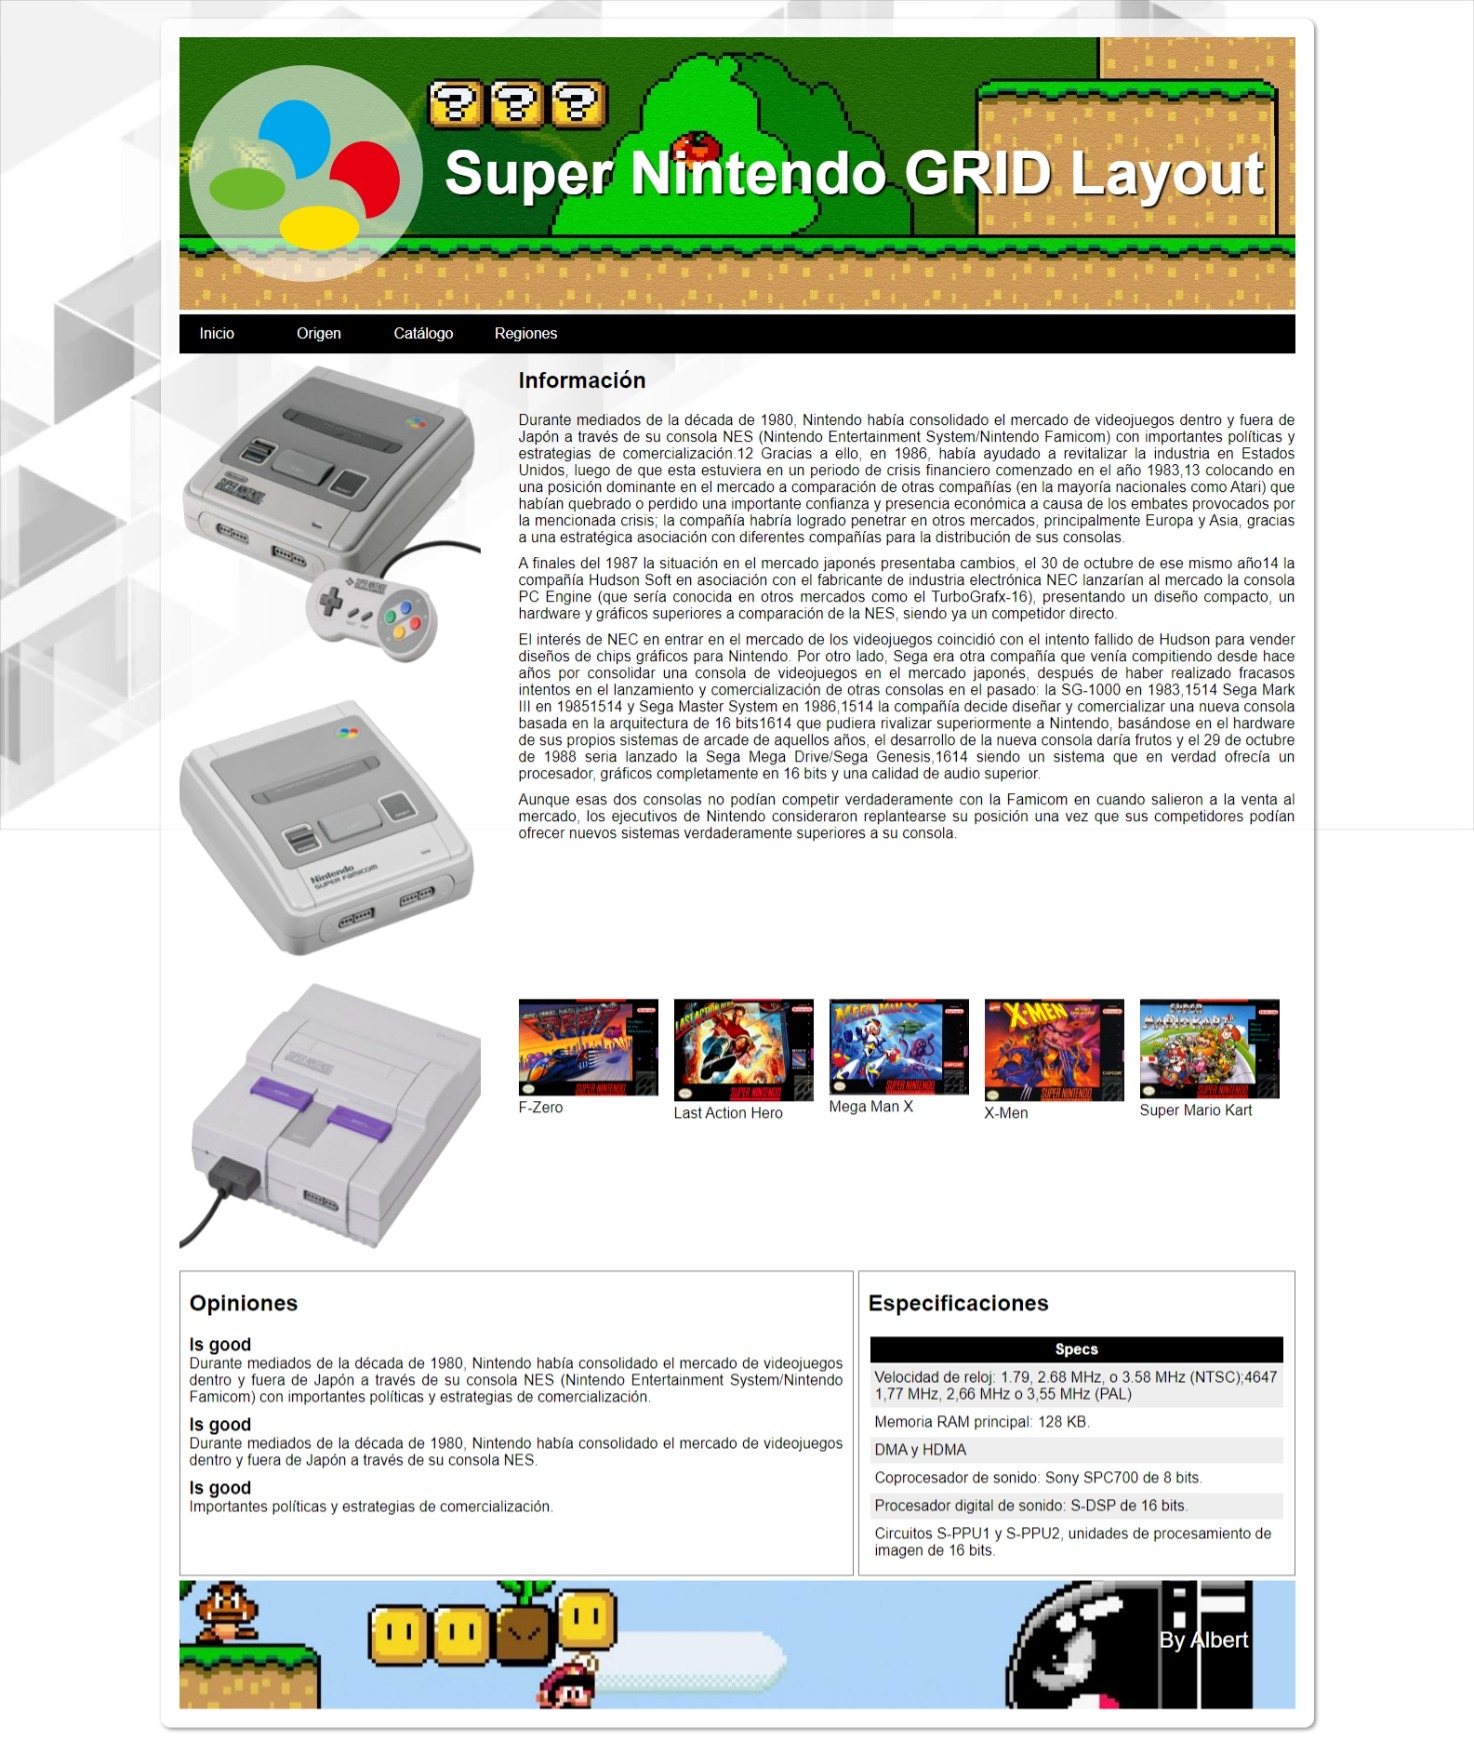 Super Nintendo GRID Layout
Inicio
Origen
Catálogo
Regiones
SUPER NINTENDO
Nintendo
SUPER FAMICOM
Información
Durante mediados de la década de 1980, Nintendo había consolidado el mercado de videojuegos dentro y fuera de
Japón a través de su consola NES (Nintendo Entertainment System/Nintendo Famicom) con importantes políticas y
estrategias de comercialización.12 Gracias a ello, en 1986, había ayudado a revitalizar la industria en Estados
Unidos, luego de que esta estuviera en un periodo de crisis financiero comenzado en el año 1983,13 colocando en
una posición dominante en el mercado a comparación de otras compañías (en la mayoría nacionales como Atari) que
habían quebrado o perdido una importante confianza y presencia económica a causa de los embates provocados por
la mencionada crisis; la compañía habría logrado penetrar en otros mercados, principalmente Europa y Asia, gracias
a una estratégica asociación con diferentes compañías para la distribución de sus consolas.
A finales del 1987 la situación en el mercado japonés presentaba cambios, el 30 de octubre de ese mismo año14 la
compañía Hudson Soft en asociación con el fabricante de industria electrónica NEC lanzarían al mercado la consola
PC Engine (que sería conocida en otros mercados como el TurboGrafx-16), presentando un diseño compacto, un
hardware y gráficos superiores a comparación de la NES, siendo ya un competidor directo.
El interés de NEC en entrar en el mercado de los videojuegos coincidió con el intento fallido de Hudson para vender
diseños de chips gráficos para Nintendo. Por otro lado, Sega era otra compañía que venía compitiendo desde hace
años por consolidar una consola de videojuegos en el mercado japonés, después de haber realizado fracasos
intentos en el lanzamiento y comercialización de otras consolas en el pasado: la SG-1000 en 1983,1514 Sega Mark
III en 19851514 y Sega Master System en 1986,1514 la compañía decide diseñar y comercializar una nueva consola
basada en la arquitectura de 16 bits1614 que pudiera rivalizar superiormente a Nintendo, basándose en el hardware
de sus propios sistemas de arcade de aquellos años, el desarrollo de la nueva consola daría frutos y el 29 de octubre
de 1988 seria lanzado la Sega Mega Drive/Sega Genesis,1614 siendo un sistema que en verdad ofrecía un
procesador, gráficos completamente en 16 bits y una calidad de audio superior.
Aunque esas dos consolas no podían competir verdaderamente con la Famicom en cuando salieron a la venta al
mercado, los ejecutivos de Nintendo consideraron replantearse su posición una vez que sus competidores podían
ofrecer nuevos sistemas verdaderamente superiores a su consola.
F-ZERO
SUPER NINTENDO
F-Zero
LAST ACTION HERO
SUPER NINTENDO
Last Action Hero
MEGA MAN X
SUPER NINTENDO
Mega Man X
X-MEN
SUPER NINTENDO
X-Men
SUPER MARIO KART
SUPER NINTENDO
Super Mario Kart
Opiniones
Is good
Durante mediados de la década de 1980, Nintendo había consolidado el mercado de videojuegos
dentro y fuera de Japón a través de su consola NES (Nintendo Entertainment System/Nintendo
Famicom) con importantes políticas y estrategias de comercialización.
Is good
Durante mediados de la década de 1980, Nintendo había consolidado el mercado de videojuegos
dentro y fuera de Japón a través de su consola NES.
Is good
Importantes políticas y estrategias de comercialización.
Especificaciones
Specs
Velocidad de reloj: 1.79, 2.68 MHz, o 3.58 MHz (NTSC);4647
1,77 MHz, 2,66 MHz o 3,55 MHz (PAL)
Memoria RAM principal: 128 KB.
DMA y HDMA
Coprocesador de sonido: Sony SPC700 de 8 bits.
Procesador digital de sonido: S-DSP de 16 bits.
Circuitos S-PPU1 y S-PPU2, unidades de procesamiento de
imagen de 16 bits.
By Albert